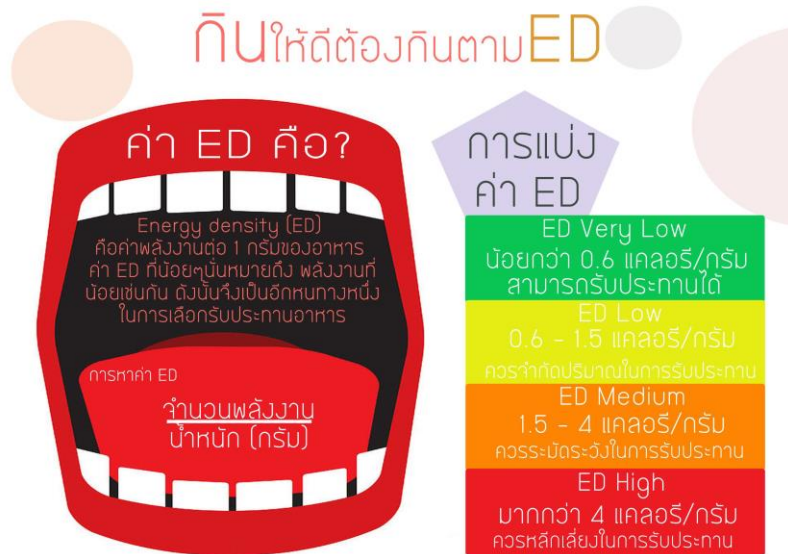 กินให้ดีต้องกินตามED
ค่า ED คือ?
Energy density (ED)
คือค่าพลังงานต่อ 1 กรัมของอาหาร
ค่า ED ที่น้อยๆนั่นหมายถึง พลังงานที่
น้อยเช่นกัน ดังนั้นจึงเป็นอีกหนทางหนึ่ง
ในการเลือกรับประทานอาหาร
การหาค่า ED
จำนวนพลังงาน
น้ำหนัก (กรัม)
การแบ่ง
ค่า ED
ED Very Low
น้อยกว่า 0.6 แคลอรี/กรัม
สามารถรับประทานได้
ED Low
0.6 - 1.5 แคลอรี/กรัม
ควรจำกัดปริมาณในการรับประทาน
ED Medium
1.5 - 4 แคลอรี/กรัม
ควรระมัดระวังในการรับประทาน
ED High
มากกว่า 4 แคลอรี/กรัม
ควรหลีกเลี่ยงในการรับประทาน